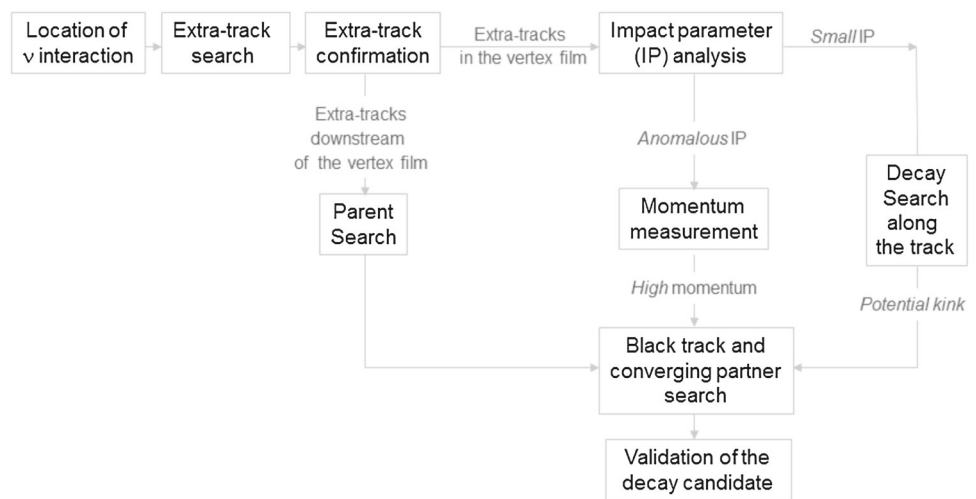 Location of
ν interaction
Extra-track
search
Extra-track
confirmation
Extra-tracks
in the vertex film
Impact parameter
(IP) analysis
Small IP
Extra-tracks
downstream
of the vertex film
Anomalous IP
Decay
Search
along
the track
Parent
Search
Momentum
measurement
High momentum
Potential kink
Black track and
converging partner
search
Validation of the
decay candidate